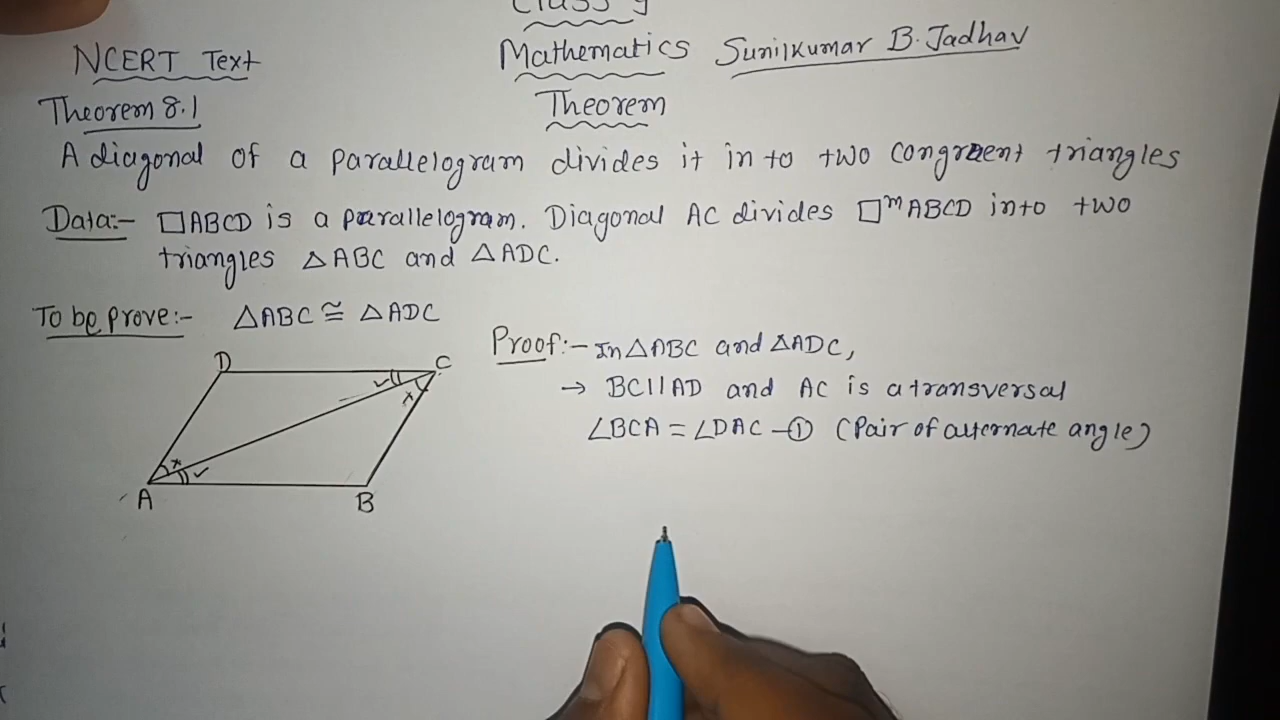 Class 9
NCERT Text
Mathematics
Sunilkumar B. Jadhav
Theorem 8.1
Theorem
A diagonal of a parallelogram divides it in to two congruent triangles
Data:- □ABCD is a parallelogram. Diagonal AC divides □ᵐABCD into two
triangles △ABC and △ADC.
To be prove:- △ABC ≅ △ADC
Proof:- In △ABC and △ADC,
→ BC || AD and AC is a transversal
∠BCA = ∠DAC -① (Pair of alternate angle)
D
C
✓
x
x
✓
A
B